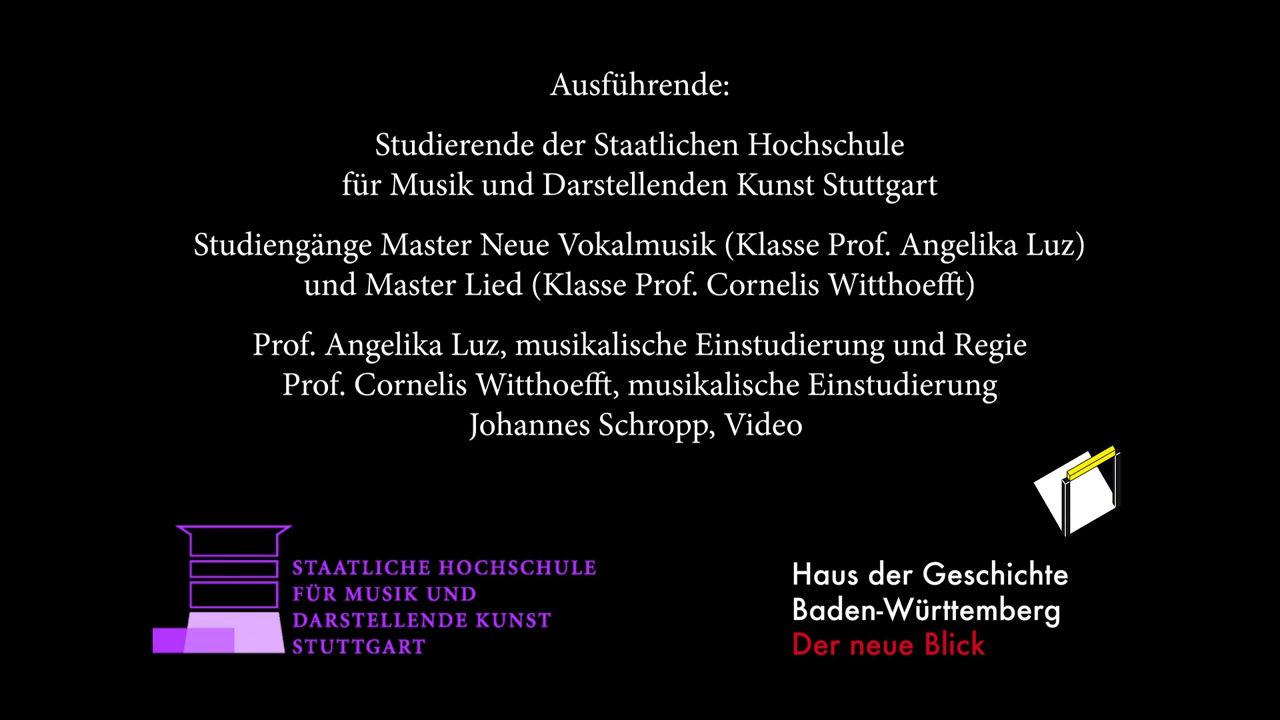 Ausführende:
Studierende der Staatlichen Hochschule
für Musik und Darstellenden Kunst Stuttgart
Studiengänge Master Neue Vokalmusik (Klasse Prof. Angelika Luz)
und Master Lied (Klasse Prof. Cornelis Witthoefft)
Prof. Angelika Luz, musikalische Einstudierung und Regie
Prof. Cornelis Witthoefft, musikalische Einstudierung
Johannes Schropp, Video
STAATLICHE HOCHSCHULE
FÜR MUSIK UND
DARSTELLENDE KUNST
STUTTGART
Haus der Geschichte
Baden-Württemberg
Der neue Blick